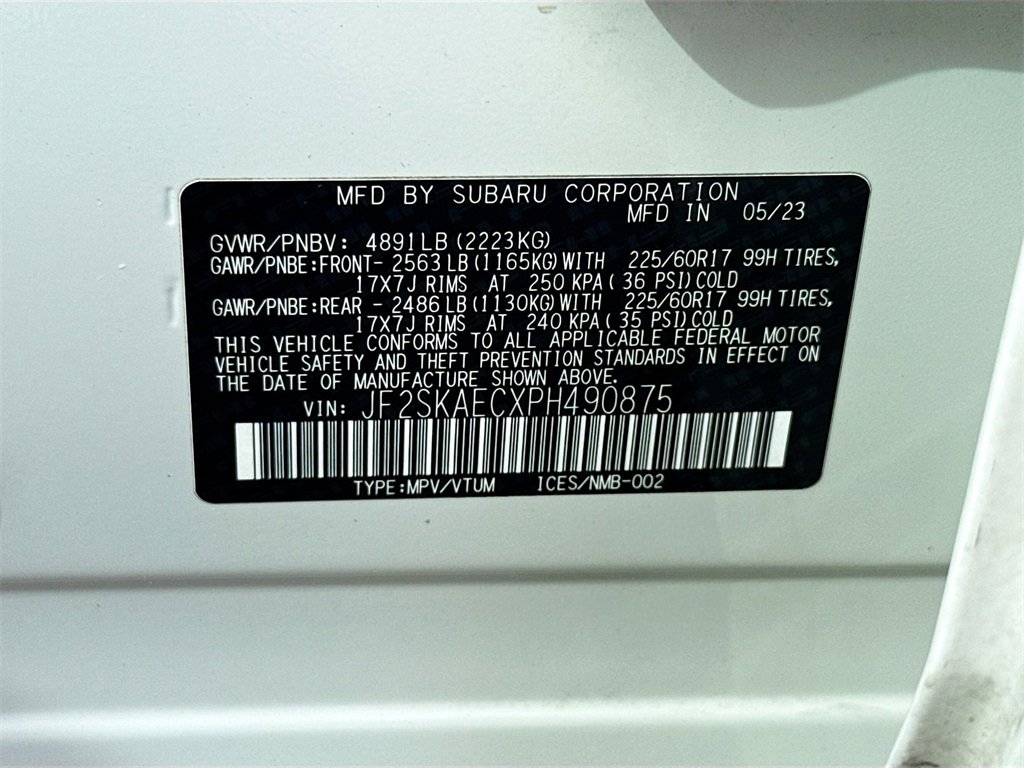 MFD BY SUBARU CORPORATION
MFD IN 05/23
GVWR/PNBV: 4891LB (2223KG)
GAWR/PNBE:FRONT- 2563LB (1165KG) WITH 225/60R17 99H TIRES,
17X7J RIMS AT 250 KPA (36 PSI) COLD
GAWR/PNBE:REAR - 2486LB (1130KG) WITH 225/60R17 99H TIRES,
17X7J RIMS AT 240 KPA (35 PSI) COLD
THIS VEHICLE CONFORMS TO ALL APPLICABLE FEDERAL MOTOR
VEHICLE SAFETY AND THEFT PREVENTION STANDARDS IN EFFECT ON
THE DATE OF MANUFACTURE SHOWN ABOVE.
VIN: JF2SKAECXPH490875
TYPE:MPV/VTUM ICES/NMB-002